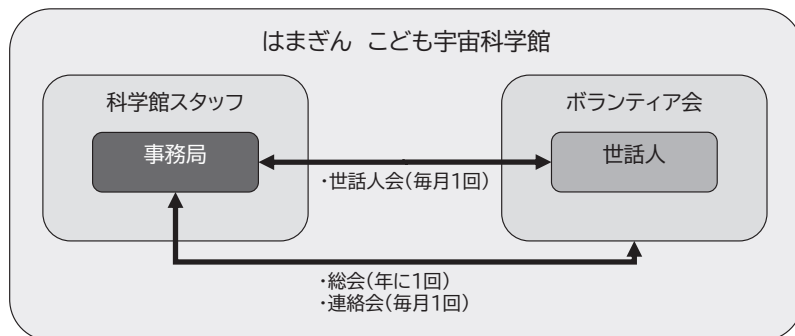 はまぎん こども宇宙科学館
科学館スタッフ
ボランティア会
事務局
世話人
・世話人会(毎月1回)
・総会(年に1回)
・連絡会(毎月1回)